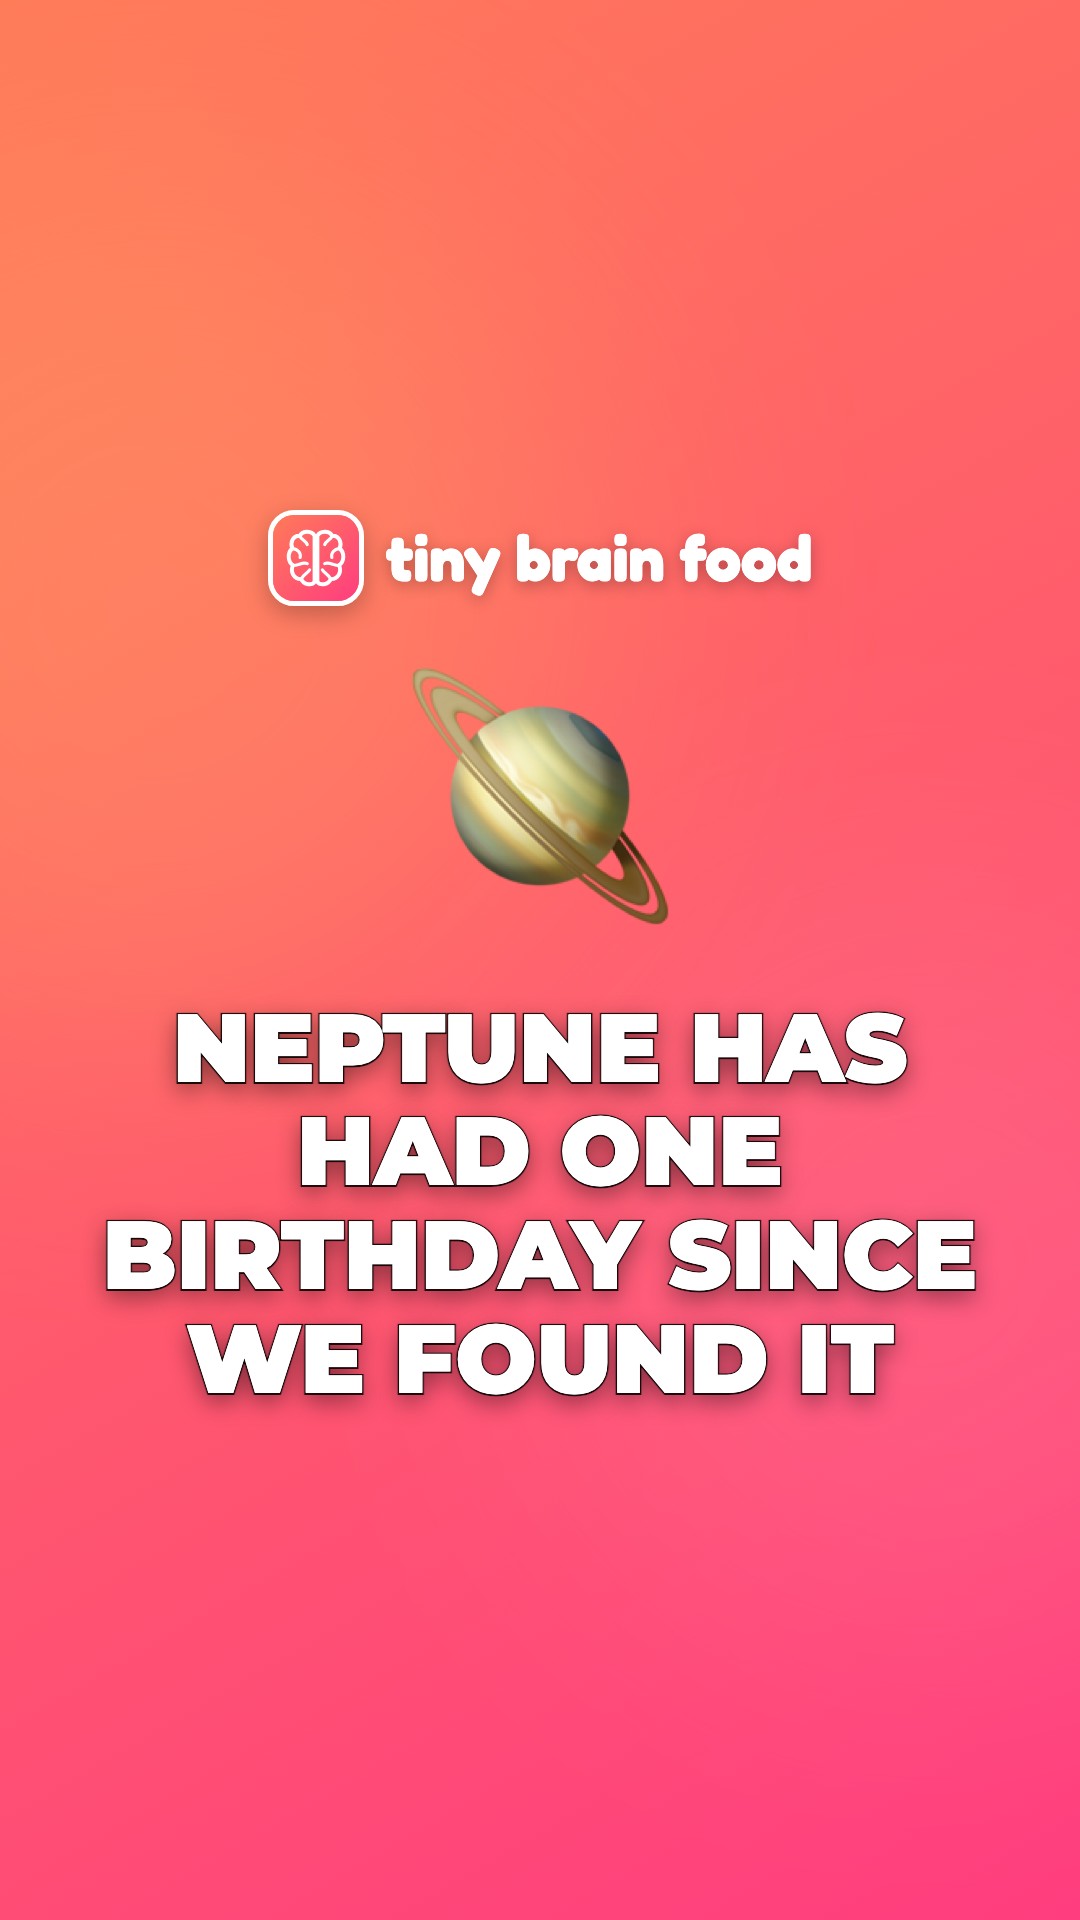 tiny brain food
NEPTUNE HAS
HAD ONE
BIRTHDAY SINCE
WE FOUND IT